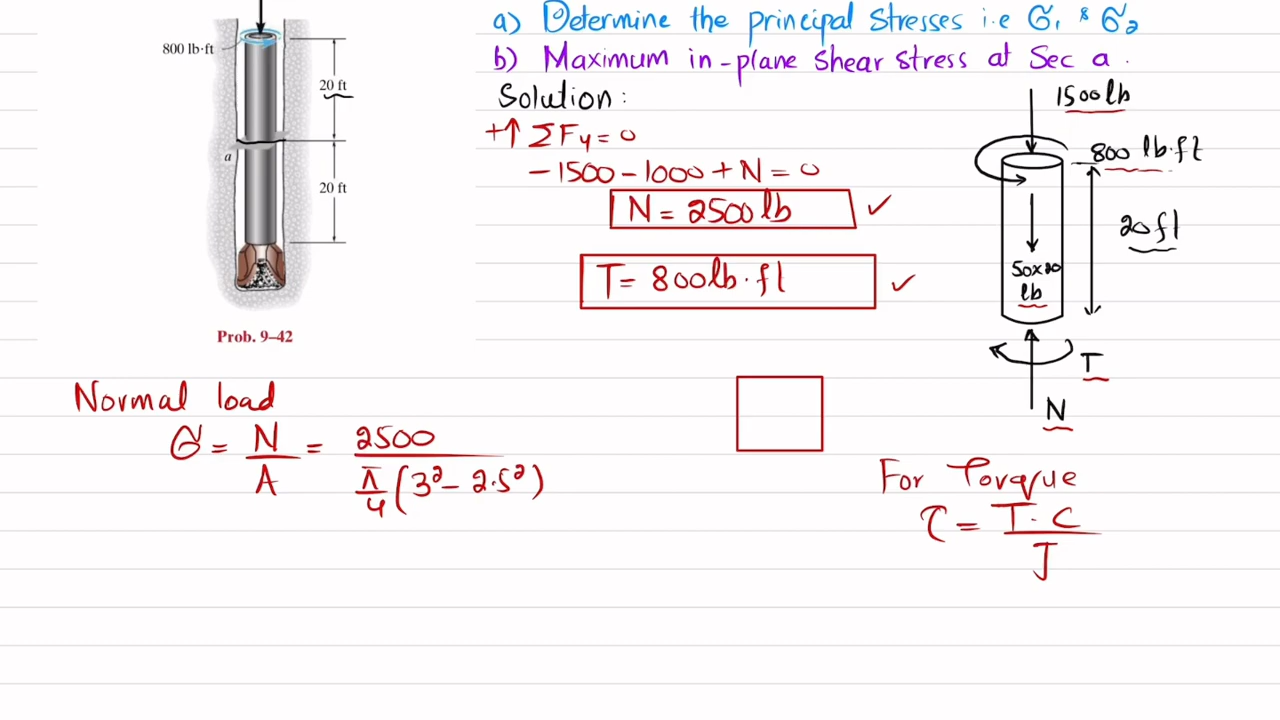 a) Determine the principal stresses i.e σ₁ & σ₂
b) Maximum in-plane shear stress at Sec a.
800 lb·ft
20 ft
a
20 ft
Prob. 9–42
Solution:
+↑ ΣFy = 0
-1500 - 1000 + N = 0
N = 2500 lb ✓
T = 800 lb·ft ✓
1500 lb
800 lb·ft
20 ft
50x20
lb
T
N
Normal load
σ = N/A = 2500 / π/4 (3² - 2.5²)
For Torque
τ = T·C / J